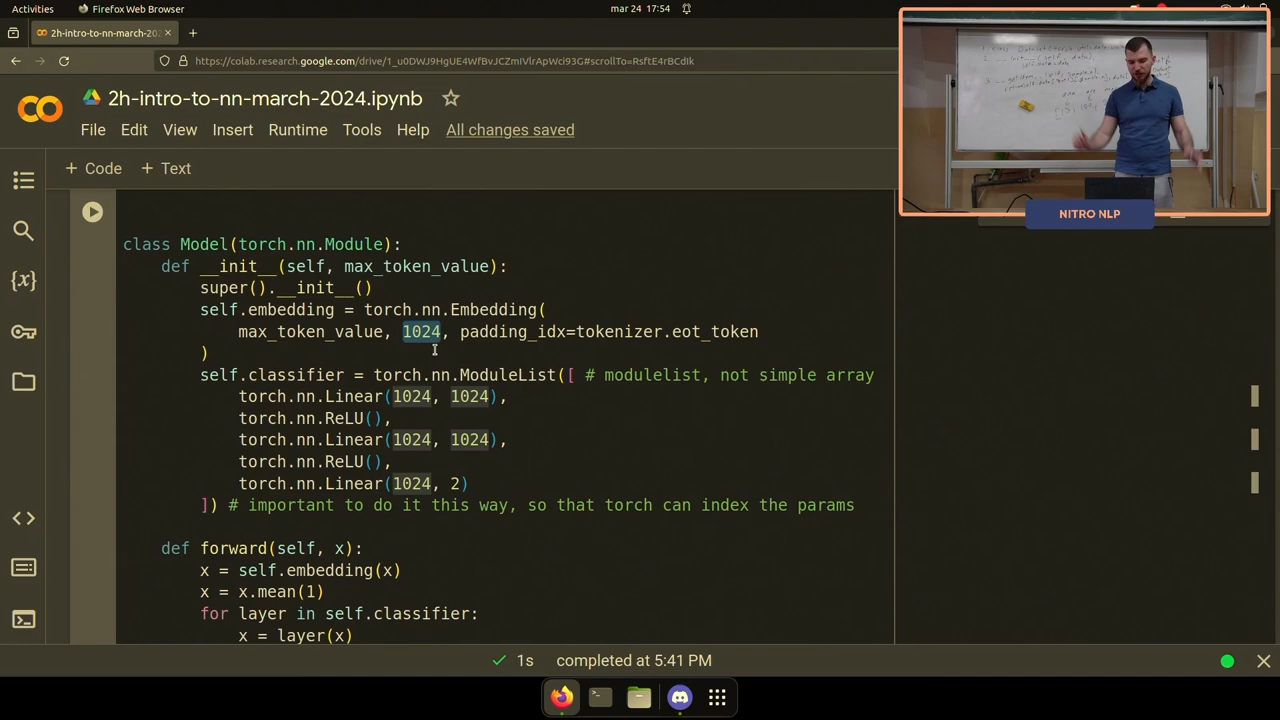 Activities
Firefox Web Browser
mar 24 17:54
2h-intro-to-nn-march-202
https://colab.research.google.com/drive/1_u0DWJ9HgUE4WfBvJCZmIVlrApWci93G#scrollTo=RsftE4rBCdIk
2h-intro-to-nn-march-2024.ipynb
File Edit View Insert Runtime Tools Help All changes saved
+ Code + Text
NITRO NLP
class Model(torch.nn.Module):
def __init__(self, max_token_value):
super().__init__()
self.embedding = torch.nn.Embedding(
max_token_value, 1024, padding_idx=tokenizer.eot_token
)
self.classifier = torch.nn.ModuleList([ # modulelist, not simple array
torch.nn.Linear(1024, 1024),
torch.nn.ReLU(),
torch.nn.Linear(1024, 1024),
torch.nn.ReLU(),
torch.nn.Linear(1024, 2)
]) # important to do it this way, so that torch can index the params
def forward(self, x):
x = self.embedding(x)
x = x.mean(1)
for layer in self.classifier:
x = layer(x)
1s completed at 5:41 PM